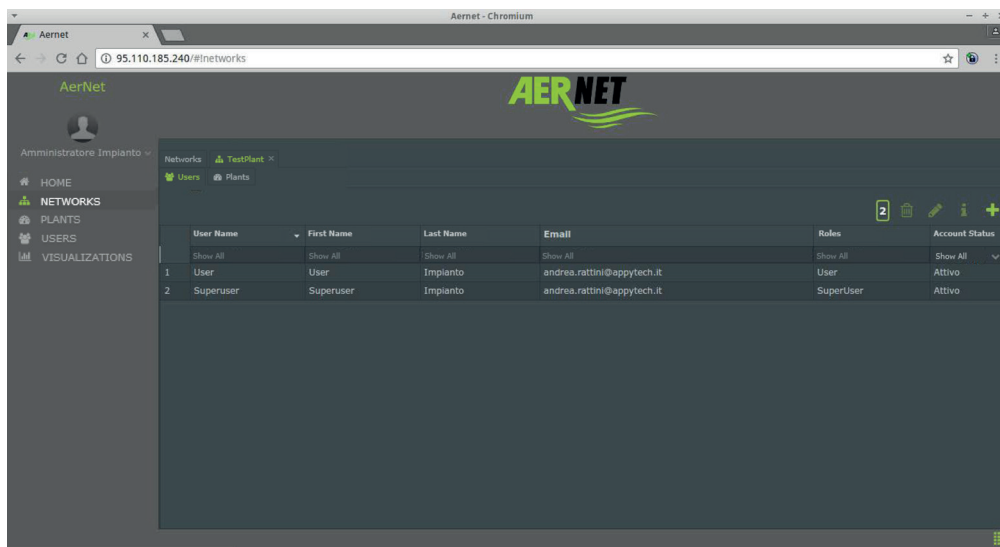 Aernet - Chromium
Aernet
95.110.185.240/#!networks
AerNet
AERNET
Amministratore Impianto
Networks TestPlant
Users Plants
HOME
NETWORKS
PLANTS
USERS
VISUALIZATIONS
2
User Name First Name Last Name Email Roles Account Status
Show All Show All Show All Show All Show All Show All
1 User User Impianto andrea.rattini@appytech.it User Attivo
2 Superuser Superuser Impianto andrea.rattini@appytech.it SuperUser Attivo